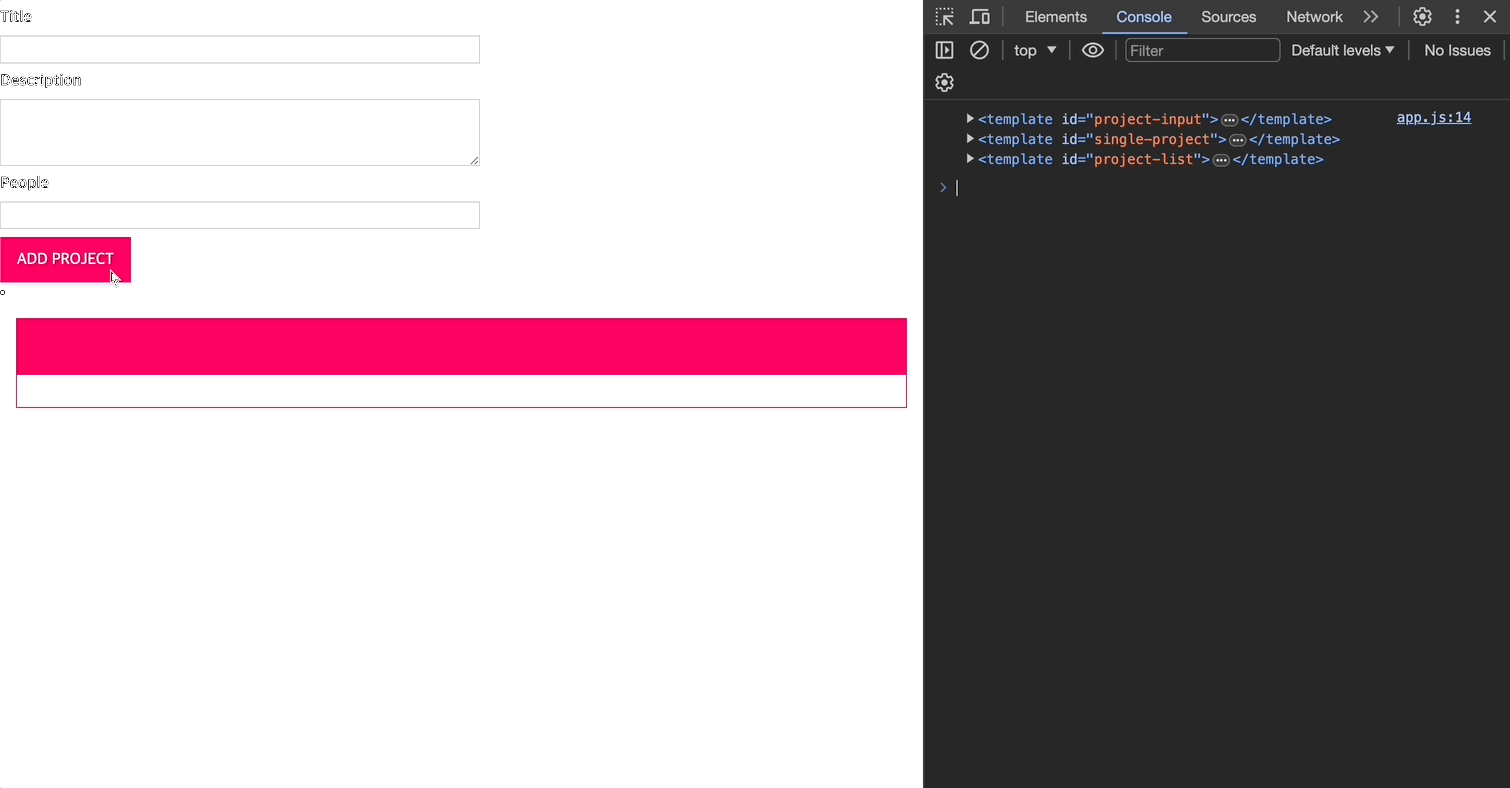 Title
Description
People
ADD PROJECT
Elements Console Sources Network
top Filter Default levels No Issues
<template id="project-input">…</template> app.js:14
<template id="single-project">…</template>
<template id="project-list">…</template>